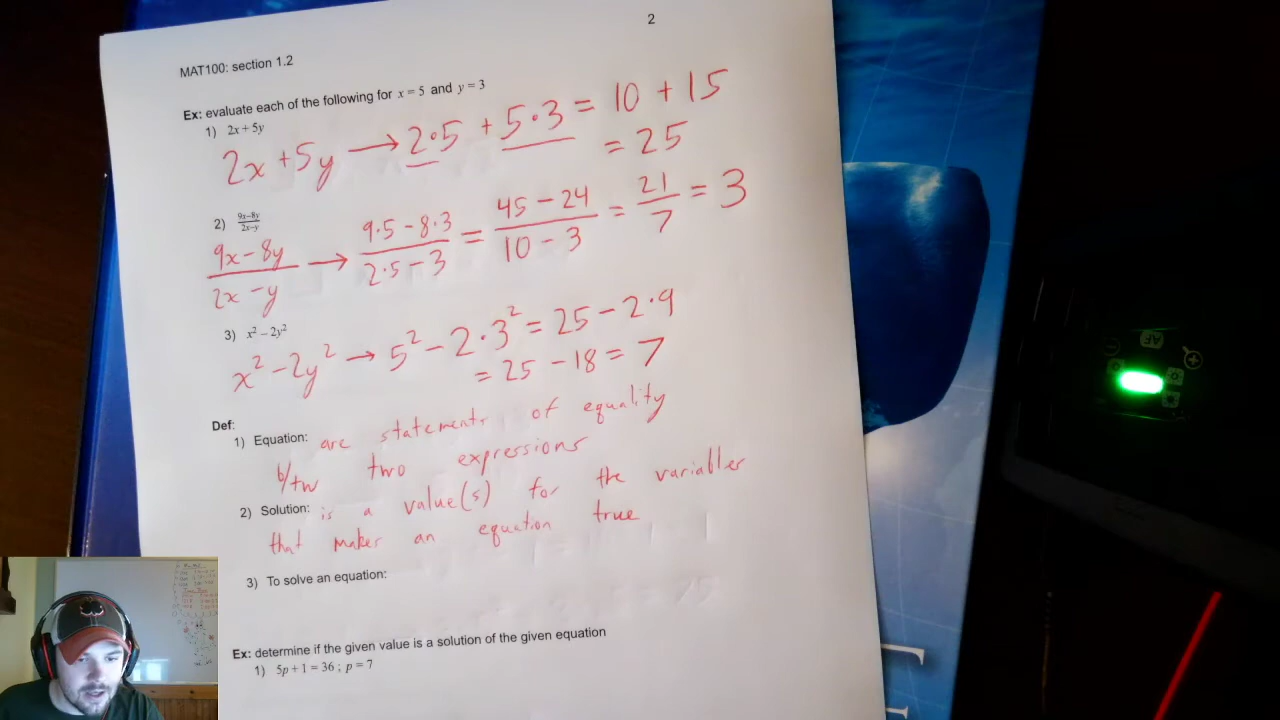 2
MAT100: section 1.2
Ex: evaluate each of the following for x = 5 and y = 3
1) 2x + 5y
2x + 5y → 2·5 + 5·3 = 10 + 15
= 25
2) 9x−8y / 2x−y
9x − 8y / 2x − y → 9·5 − 8·3 / 2·5 − 3 = 45 − 24 / 10 − 3 = 21 / 7 = 3
3) x² − 2y²
x² − 2y² → 5² − 2·3² = 25 − 2·9
= 25 − 18 = 7
Def:
1) Equation: are statements of equality
b/tw two expressions
2) Solution: is a value(s) for the variables
that makes an equation true
3) To solve an equation:
Ex: determine if the given value is a solution of the given equation
1) 5p + 1 = 36 ; p = 7
AF